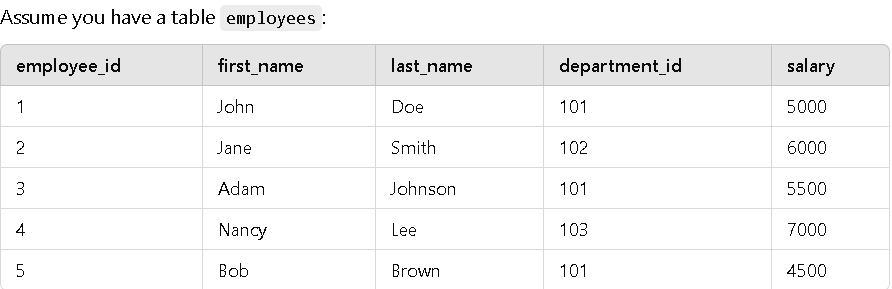 Assume you have a table employees:
employee_id first_name last_name department_id salary
1 John Doe 101 5000
2 Jane Smith 102 6000
3 Adam Johnson 101 5500
4 Nancy Lee 103 7000
5 Bob Brown 101 4500